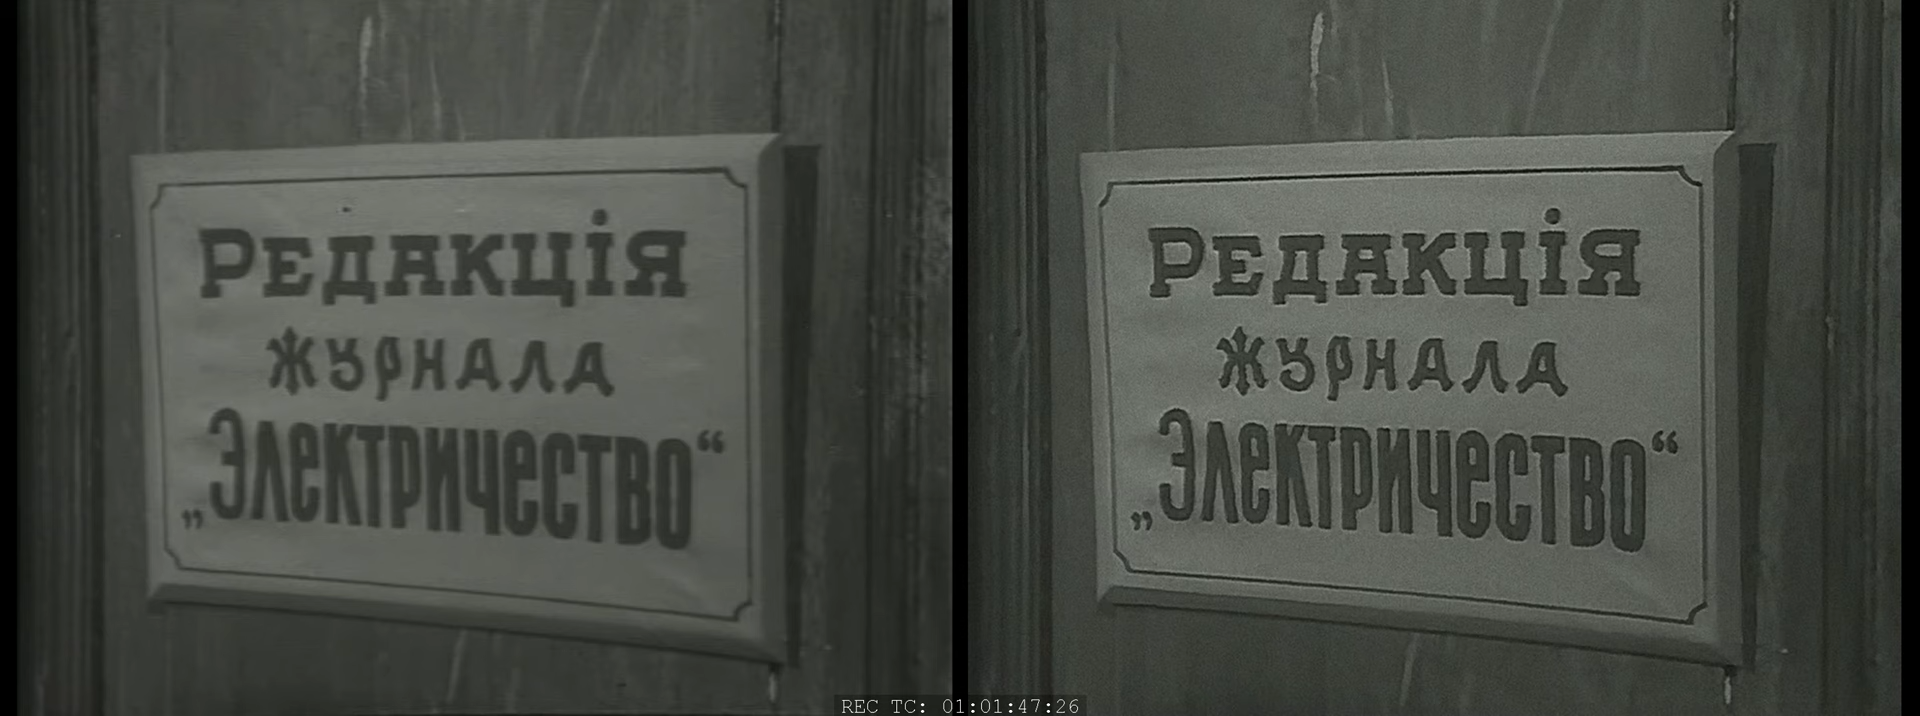 Редакція
журнала
„Электричество“
Редакція
журнала
„Электричество“
REC TC: 01:01:47:26